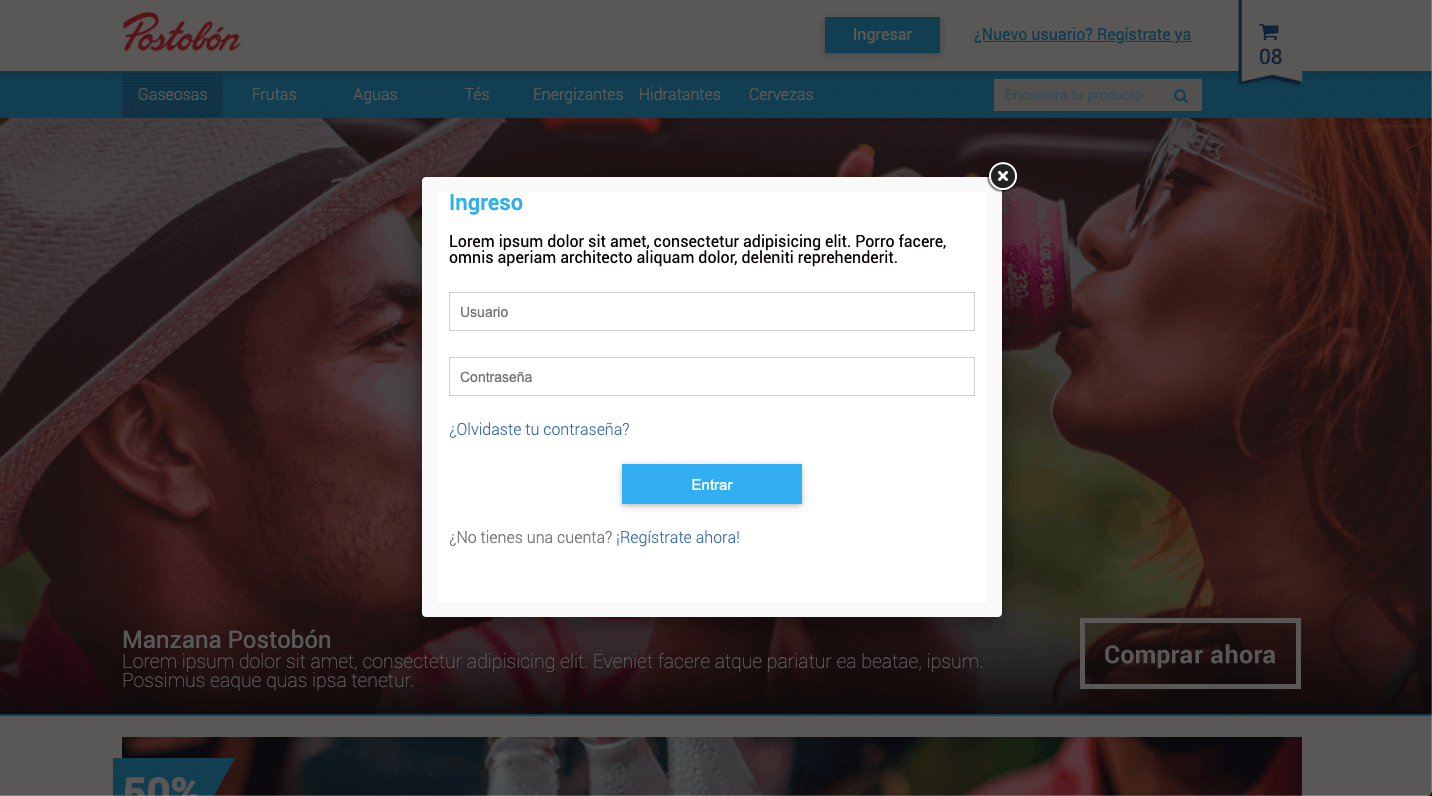 Postobón
Ingresar
¿Nuevo usuario? Regístrate ya
08
Gaseosas Frutas Aguas Tés Energizantes Hidratantes Cervezas
Encuentra tu producto
Ingreso
Lorem ipsum dolor sit amet, consectetur adipisicing elit. Porro facere,
omnis aperiam architecto aliquam dolor, deleniti reprehenderit.
Usuario
Contraseña
¿Olvidaste tu contraseña?
Entrar
¿No tienes una cuenta? ¡Regístrate ahora!
330
Manzana Postobón
Lorem ipsum dolor sit amet, consectetur adipisicing elit. Eveniet facere atque pariatur ea beatae, ipsum.
Possimus eaque quas ipsa tenetur.
Comprar ahora
50%